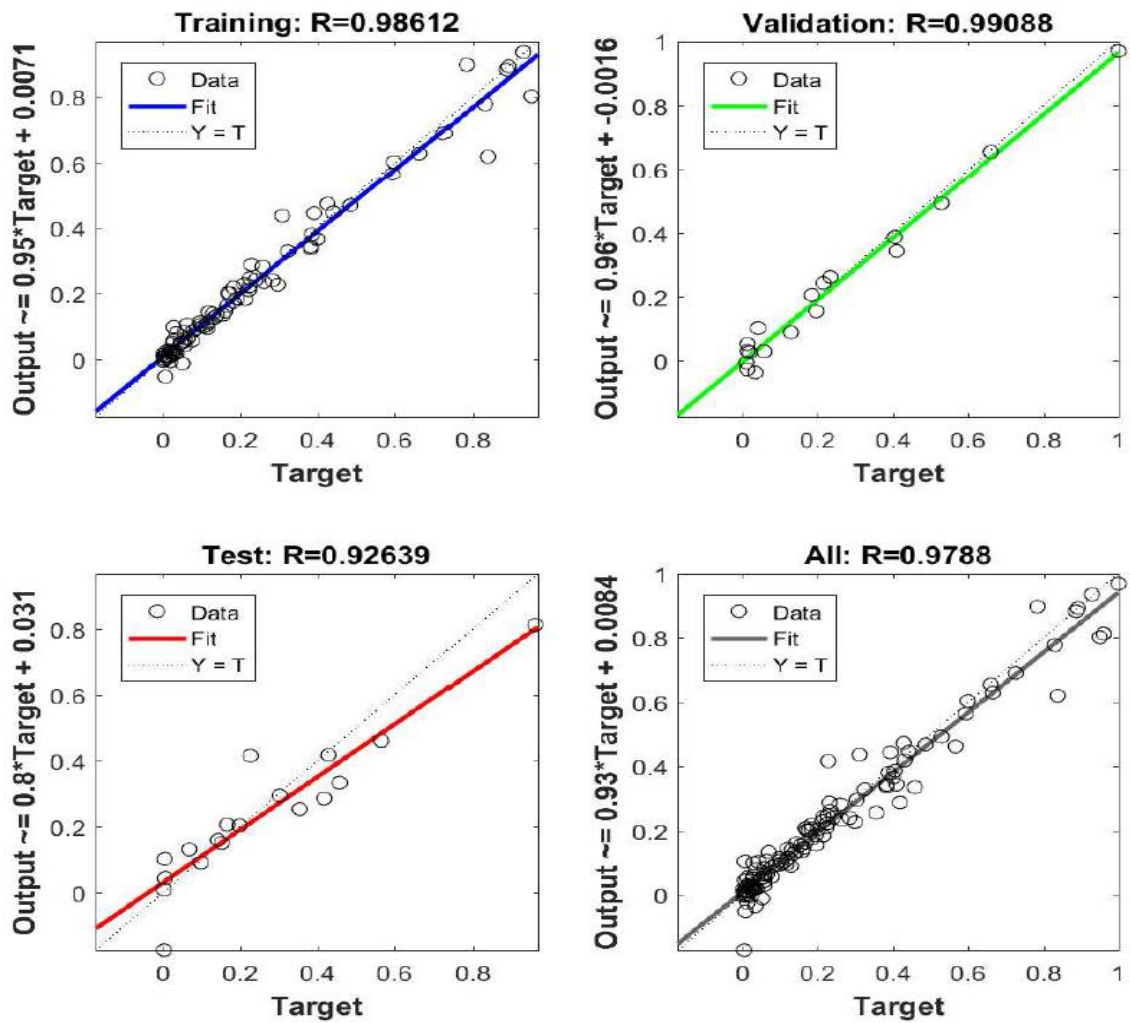 Training: R=0.98612
Output ~= 0.95*Target + 0.0071
Data
Fit
Y = T
0.8
0.6
0.4
0.2
0
0
0.2
0.4
0.6
0.8
Target
Validation: R=0.99088
Output ~= 0.96*Target + -0.0016
Data
Fit
Y = T
1
0.8
0.6
0.4
0.2
0
0
0.2
0.4
0.6
0.8
1
Target
Test: R=0.92639
Output ~= 0.8*Target + 0.031
Data
Fit
Y = T
0.8
0.6
0.4
0.2
0
0
0.2
0.4
0.6
0.8
Target
All: R=0.9788
Output ~= 0.93*Target + 0.0084
Data
Fit
Y = T
1
0.8
0.6
0.4
0.2
0
0
0.2
0.4
0.6
0.8
1
Target